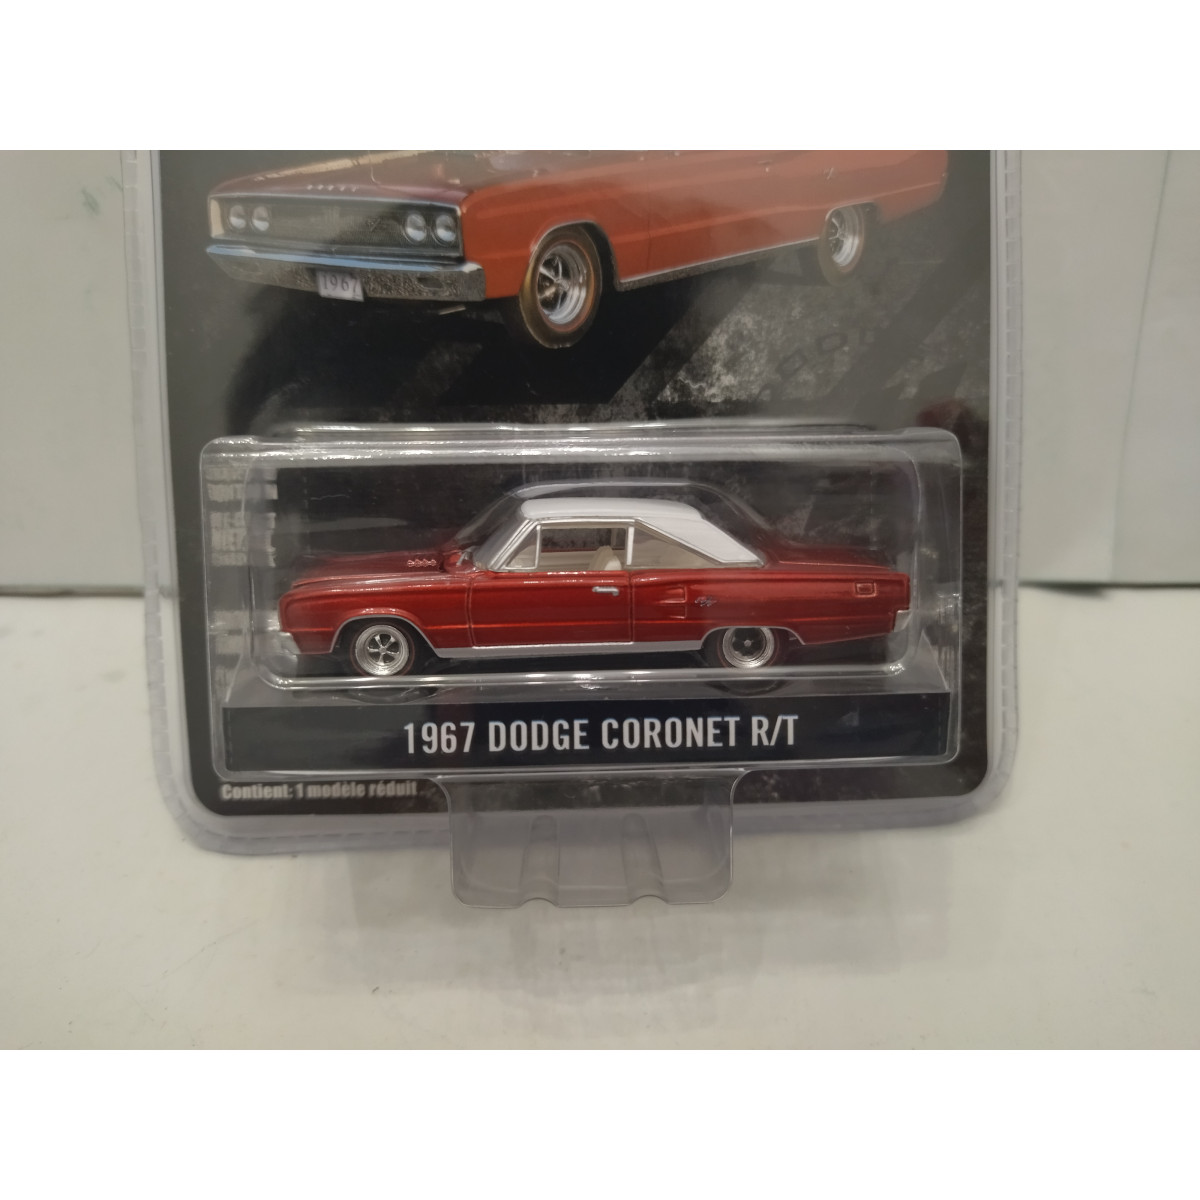 1967
1967 DODGE CORONET R/T
Contient: 1 modèle réduit